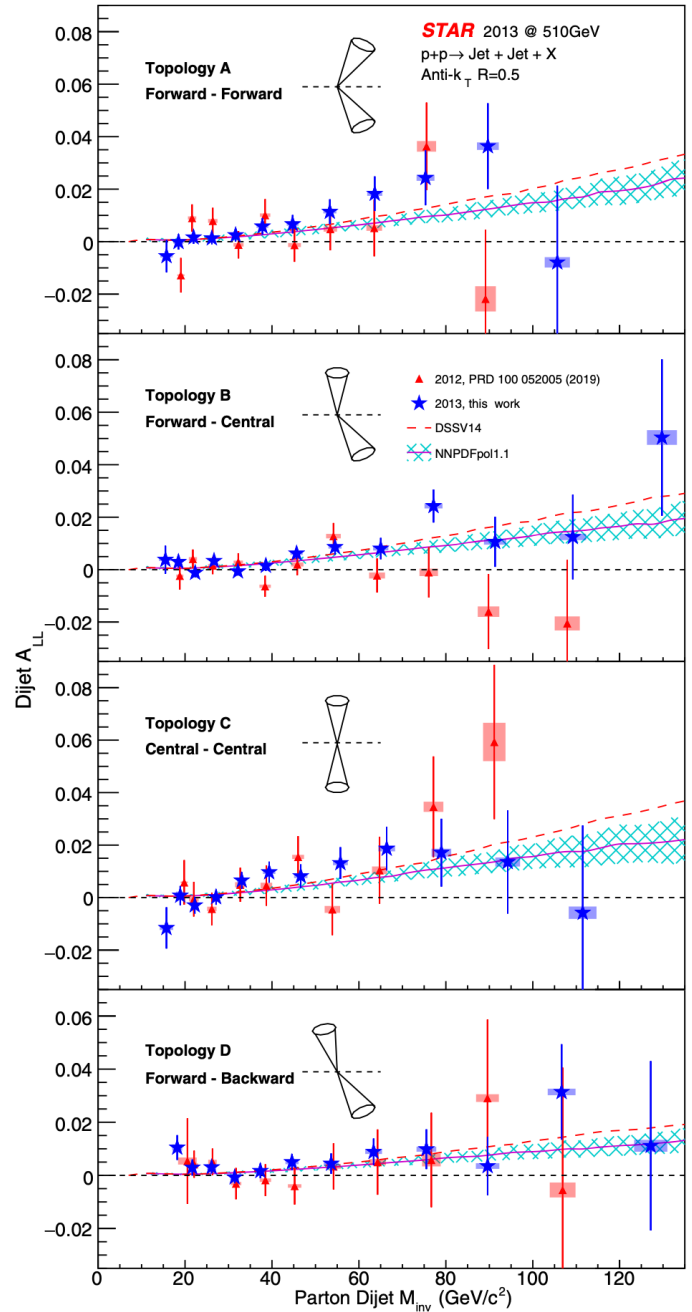 0.08
0.06
0.04
0.02
0
−0.02
STAR 2013 @ 510GeV
p+p→ Jet + Jet + X
Anti-k_T R=0.5
Topology A
Forward - Forward
0.08
0.06
0.04
0.02
0
−0.02
Topology B
Forward - Central
2012, PRD 100 052005 (2019)
2013, this work
DSSV14
NNPDFpol1.1
Dijet A_LL
0.08
0.06
0.04
0.02
0
−0.02
Topology C
Central - Central
0.06
0.04
0.02
0
−0.02
Topology D
Forward - Backward
0 20 40 60 80 100 120
Parton Dijet M_inv (GeV/c²)